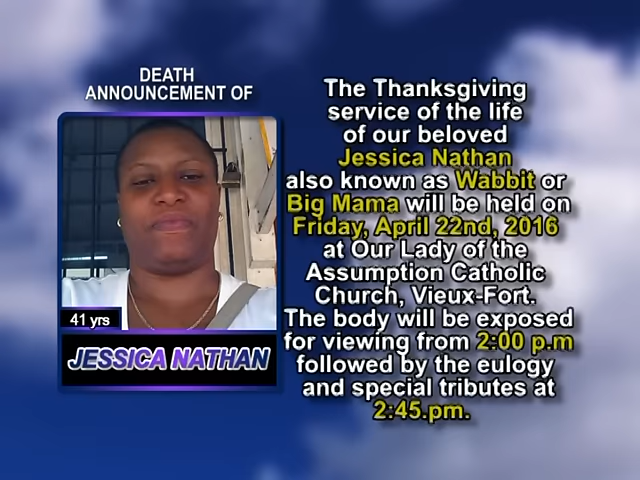 DEATH
ANNOUNCEMENT OF
41 yrs
JESSICA NATHAN
The Thanksgiving
service of the life
of our beloved
Jessica Nathan
also known as Wabbit or
Big Mama will be held on
Friday, April 22nd, 2016
at Our Lady of the
Assumption Catholic
Church, Vieux-Fort.
The body will be exposed
for viewing from 2:00 p.m
followed by the eulogy
and special tributes at
2:45.pm.